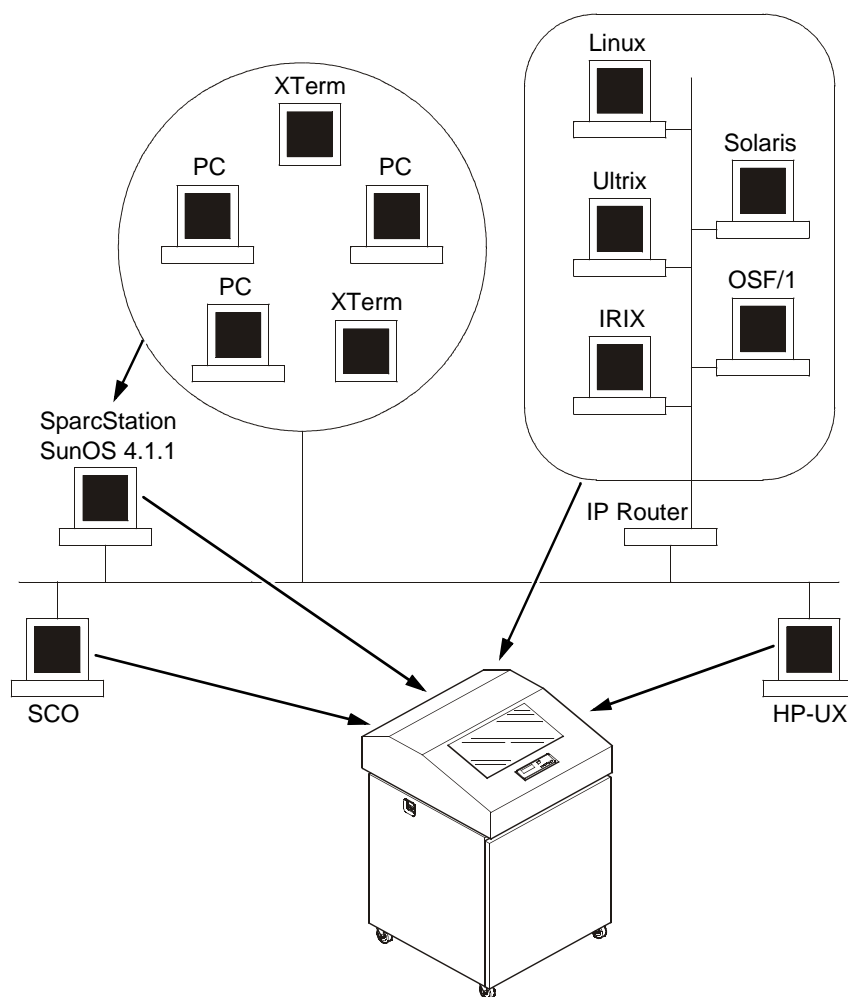 Linux
XTerm
Solaris
PC
PC
Ultrix
OSF/1
PC
XTerm
IRIX
SparcStation
SunOS 4.1.1
IP Router
SCO
HP-UX